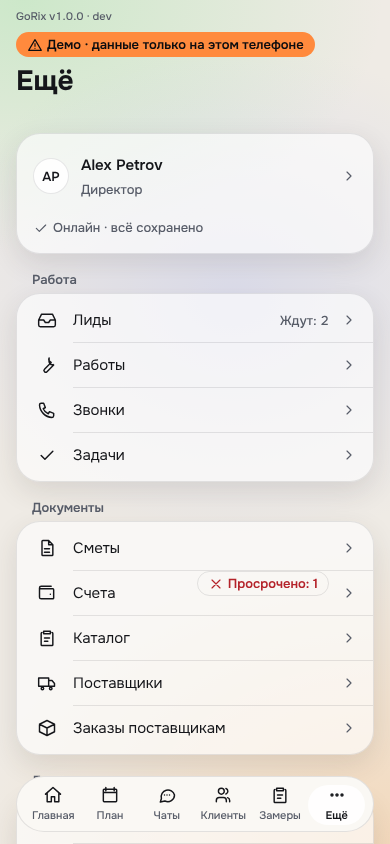 GoRix v1.0.0 · dev
Демо · данные только на этом телефоне
Ещё
AP
Alex Petrov
Директор
Онлайн · всё сохранено
Работа
Лиды
Ждут: 2
Работы
Звонки
Задачи
Документы
Сметы
Счета
Просрочено: 1
Каталог
Поставщики
Заказы поставщикам
Главная
План
Чаты
Клиенты
Замеры
Ещё